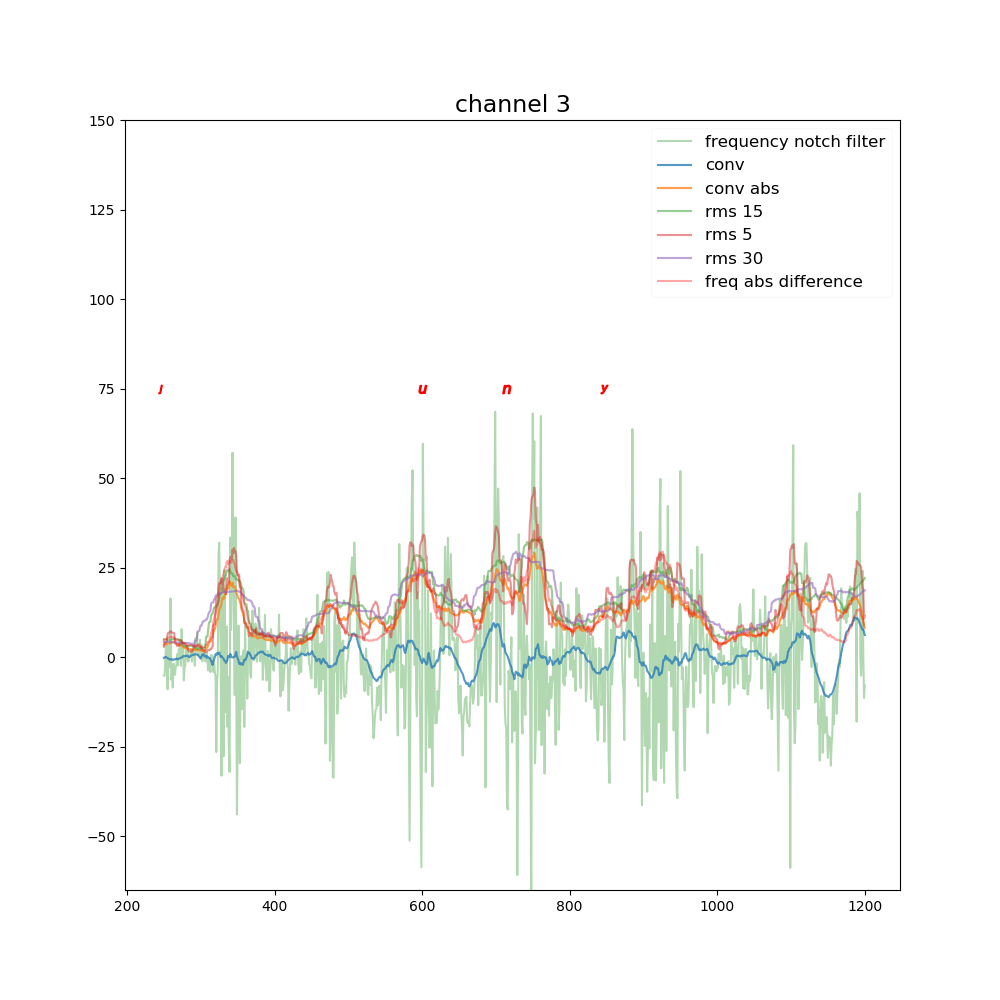 channel 3
150
125
100
75
50
25
0
−25
−50
200 400 600 800 1000 1200
frequency notch filter
conv
conv abs
rms 15
rms 5
rms 30
freq abs difference
J u n y